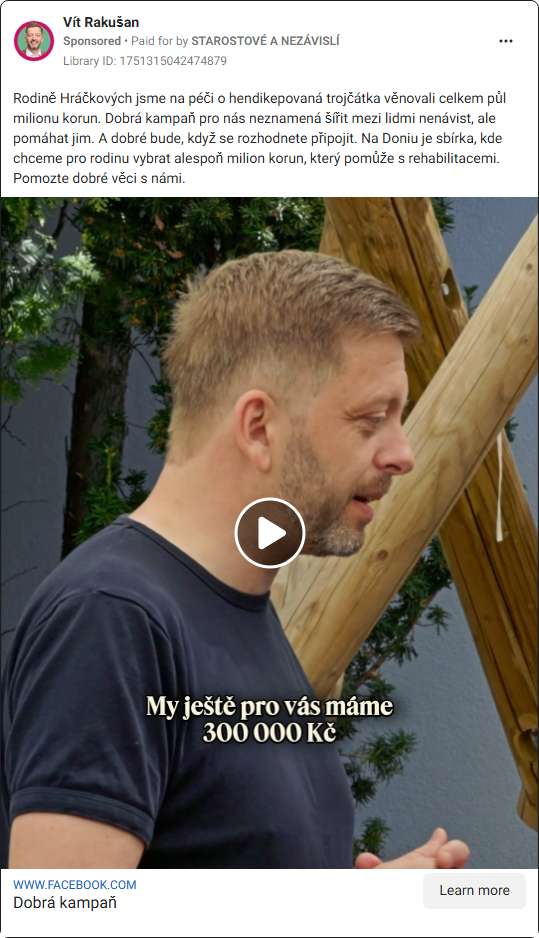 Vít Rakušan
Sponsored • Paid for by STAROSTOVÉ A NEZÁVISLÍ
Library ID: 1751315042474879
Rodině Hráčkových jsme na péči o hendikepovaná trojčátka věnovali celkem půl
milionu korun. Dobrá kampaň pro nás neznamená šířit mezi lidmi nenávist, ale
pomáhat jim. A dobré bude, když se rozhodnete připojit. Na Doniu je sbírka, kde
chceme pro rodinu vybrat alespoň milion korun, který pomůže s rehabilitacemi.
Pomozte dobré věci s námi.
My ještě pro vás máme
300 000 Kč
WWW.FACEBOOK.COM
Dobrá kampaň
Learn more